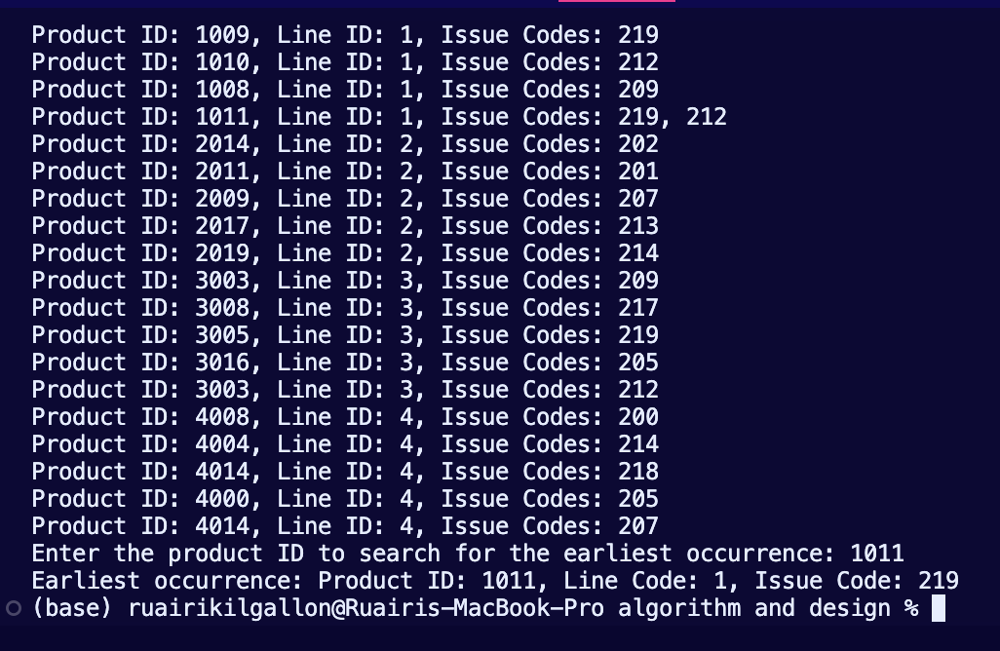 Product ID: 1009, Line ID: 1, Issue Codes: 219
Product ID: 1010, Line ID: 1, Issue Codes: 212
Product ID: 1008, Line ID: 1, Issue Codes: 209
Product ID: 1011, Line ID: 1, Issue Codes: 219, 212
Product ID: 2014, Line ID: 2, Issue Codes: 202
Product ID: 2011, Line ID: 2, Issue Codes: 201
Product ID: 2009, Line ID: 2, Issue Codes: 207
Product ID: 2017, Line ID: 2, Issue Codes: 213
Product ID: 2019, Line ID: 2, Issue Codes: 214
Product ID: 3003, Line ID: 3, Issue Codes: 209
Product ID: 3008, Line ID: 3, Issue Codes: 217
Product ID: 3005, Line ID: 3, Issue Codes: 219
Product ID: 3016, Line ID: 3, Issue Codes: 205
Product ID: 3003, Line ID: 3, Issue Codes: 212
Product ID: 4008, Line ID: 4, Issue Codes: 200
Product ID: 4004, Line ID: 4, Issue Codes: 214
Product ID: 4014, Line ID: 4, Issue Codes: 218
Product ID: 4000, Line ID: 4, Issue Codes: 205
Product ID: 4014, Line ID: 4, Issue Codes: 207
Enter the product ID to search for the earliest occurrence: 1011
Earliest occurrence: Product ID: 1011, Line Code: 1, Issue Code: 219
(base) ruairikilgallon@Ruairis-MacBook-Pro algorithm and design %